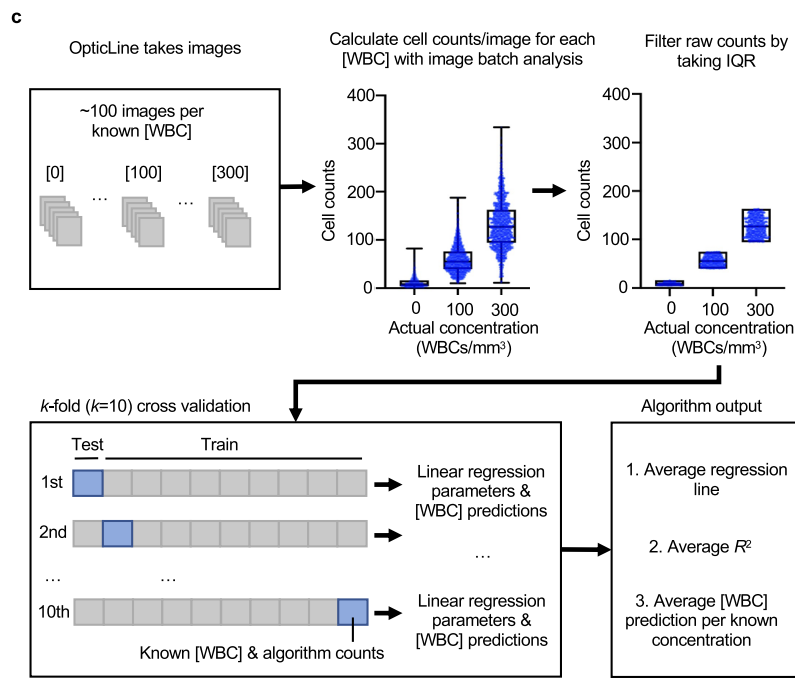 c
OpticLine takes images
~100 images per
known [WBC]
[0]
...
[100]
...
[300]
Calculate cell counts/image for each
[WBC] with image batch analysis
Cell counts
400
300
200
100
0
0
100
300
Actual concentration
(WBCs/mm³)
Filter raw counts by
taking IQR
Cell counts
400
300
200
100
0
0
100
300
Actual concentration
(WBCs/mm³)
k-fold (k=10) cross validation
Test
Train
1st
Linear regression
parameters &
[WBC] predictions
2nd
...
...
...
10th
Linear regression
parameters &
[WBC] predictions
Known [WBC] & algorithm counts
Algorithm output
1. Average regression
line
2. Average R²
3. Average [WBC]
prediction per known
concentration